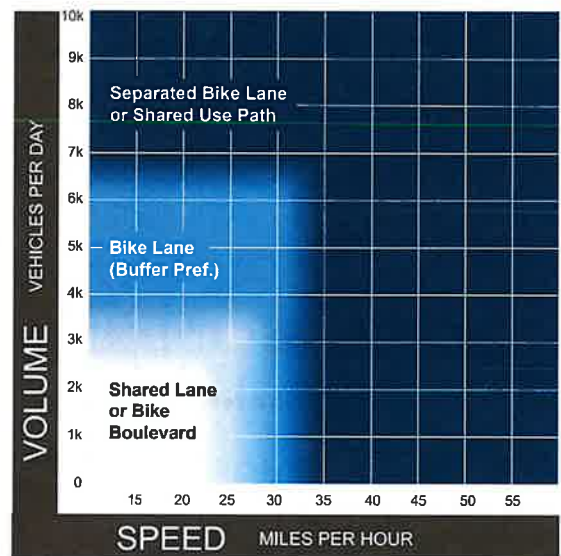 10k
9k
8k
7k
6k
5k
4k
3k
2k
1k
0
Separated Bike Lane
or Shared Use Path
Bike Lane
(Buffer Pref.)
Shared Lane
or Bike
Boulevard
VOLUME VEHICLES PER DAY
15 20 25 30 35 40 45 50 55
SPEED MILES PER HOUR